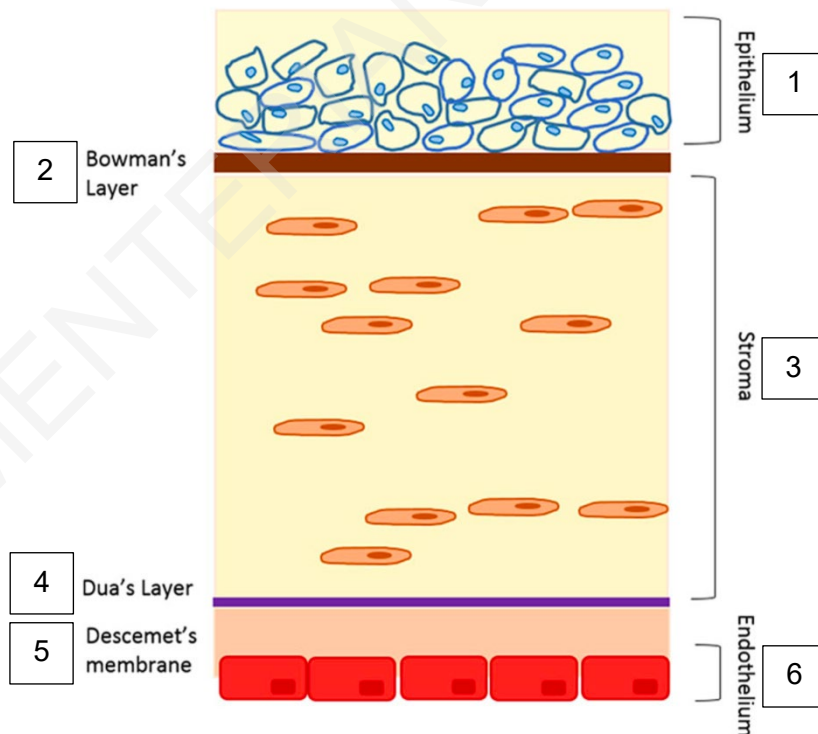 1
Epithelium
2
Bowman's
Layer
3
Stroma
4
Dua's Layer
5
Descemet's
membrane
6
Endothelium